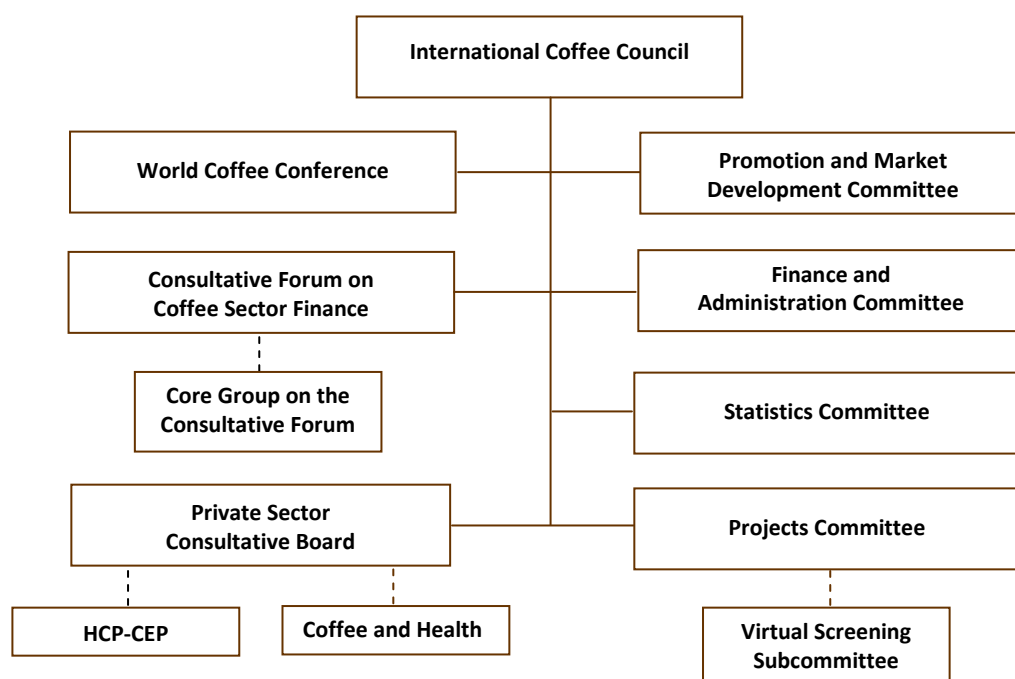 International Coffee Council
World Coffee Conference
Promotion and Market
Development Committee
Consultative Forum on
Coffee Sector Finance
Finance and
Administration Committee
Core Group on the
Consultative Forum
Statistics Committee
Private Sector
Consultative Board
Projects Committee
HCP-CEP
Coffee and Health
Virtual Screening
Subcommittee